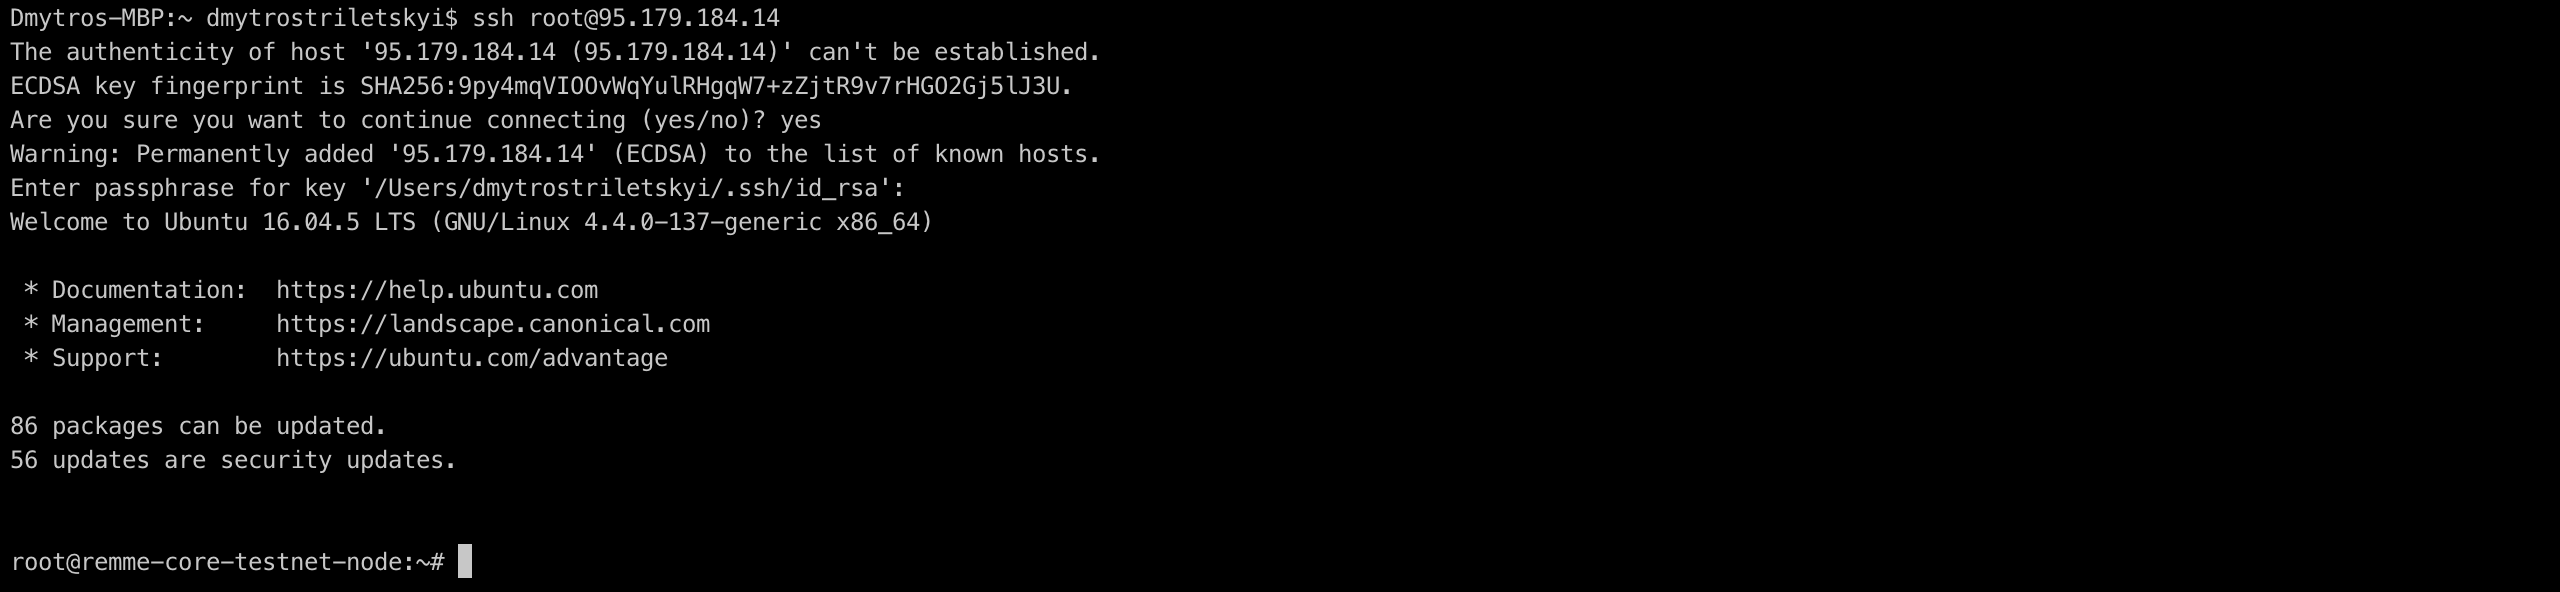 Dmytros-MBP:~ dmytrostriletskyi$ ssh root@95.179.184.14
The authenticity of host '95.179.184.14 (95.179.184.14)' can't be established.
ECDSA key fingerprint is SHA256:9py4mqVIOOvWqYulRHgqW7+zZjtR9v7rHGO2Gj5lJ3U.
Are you sure you want to continue connecting (yes/no)? yes
Warning: Permanently added '95.179.184.14' (ECDSA) to the list of known hosts.
Enter passphrase for key '/Users/dmytrostriletskyi/.ssh/id_rsa':
Welcome to Ubuntu 16.04.5 LTS (GNU/Linux 4.4.0-137-generic x86_64)
* Documentation:  https://help.ubuntu.com
* Management:     https://landscape.canonical.com
* Support:        https://ubuntu.com/advantage
86 packages can be updated.
56 updates are security updates.
root@remme-core-testnet-node:~#